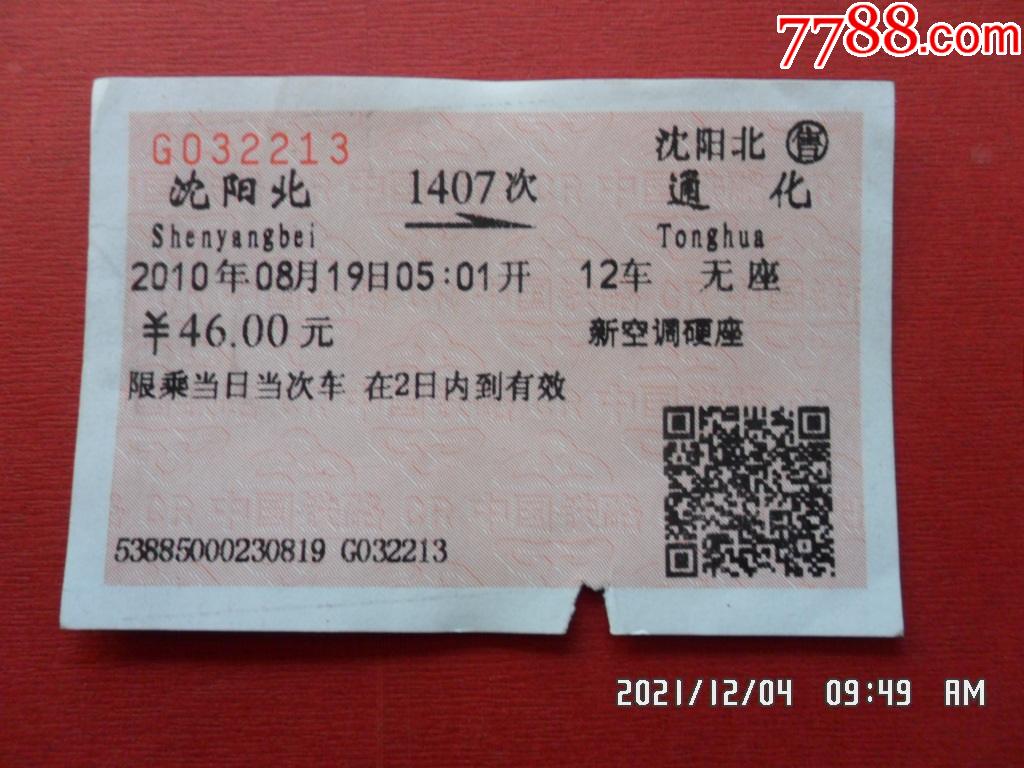 7788.com
G032213
沈阳北 售
沈阳北 1407次 通化
Shenyangbei Tonghua
2010年08月19日05:01开 12车 无座
¥46.00元 新空调硬座
限乘当日当次车 在2日内到有效
53885000230819 G032213
2021/12/04 09:49 AM